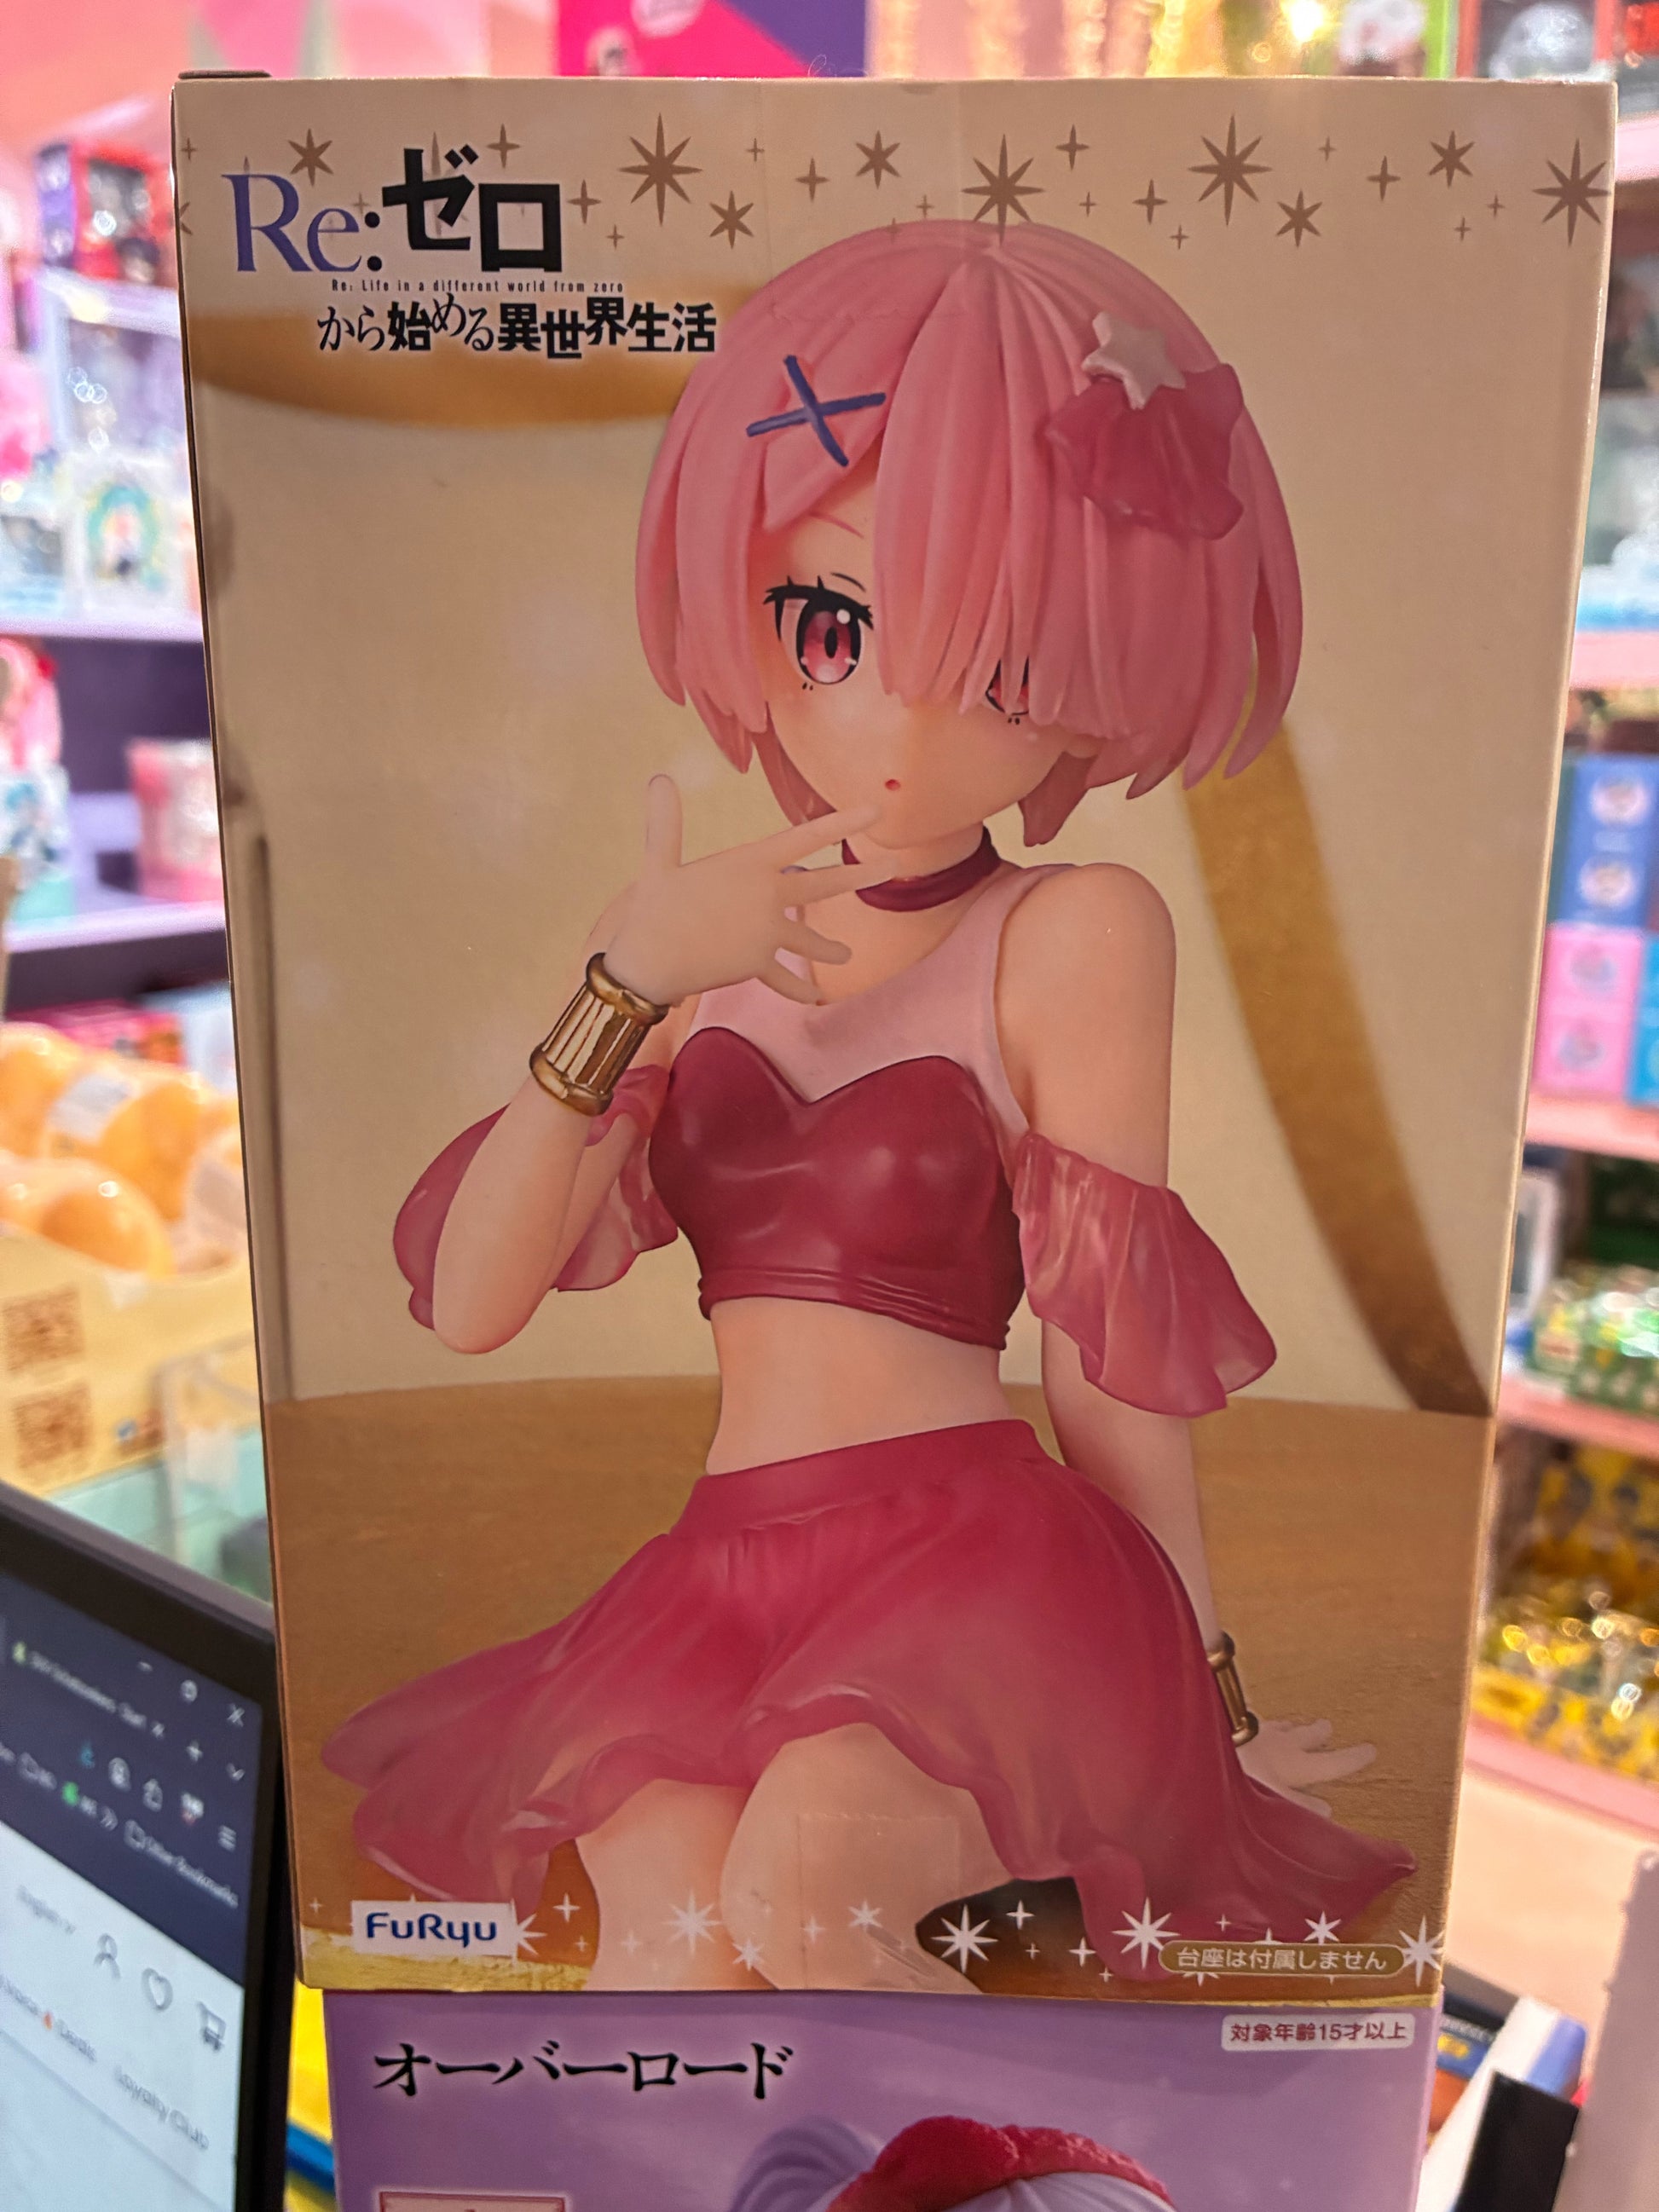 Re:ゼロ
Re: Life in a different world from zero
から始める異世界生活
FuRyu
台座は付属しません
対象年齢15才以上
オーバーロード
Loyalty Club